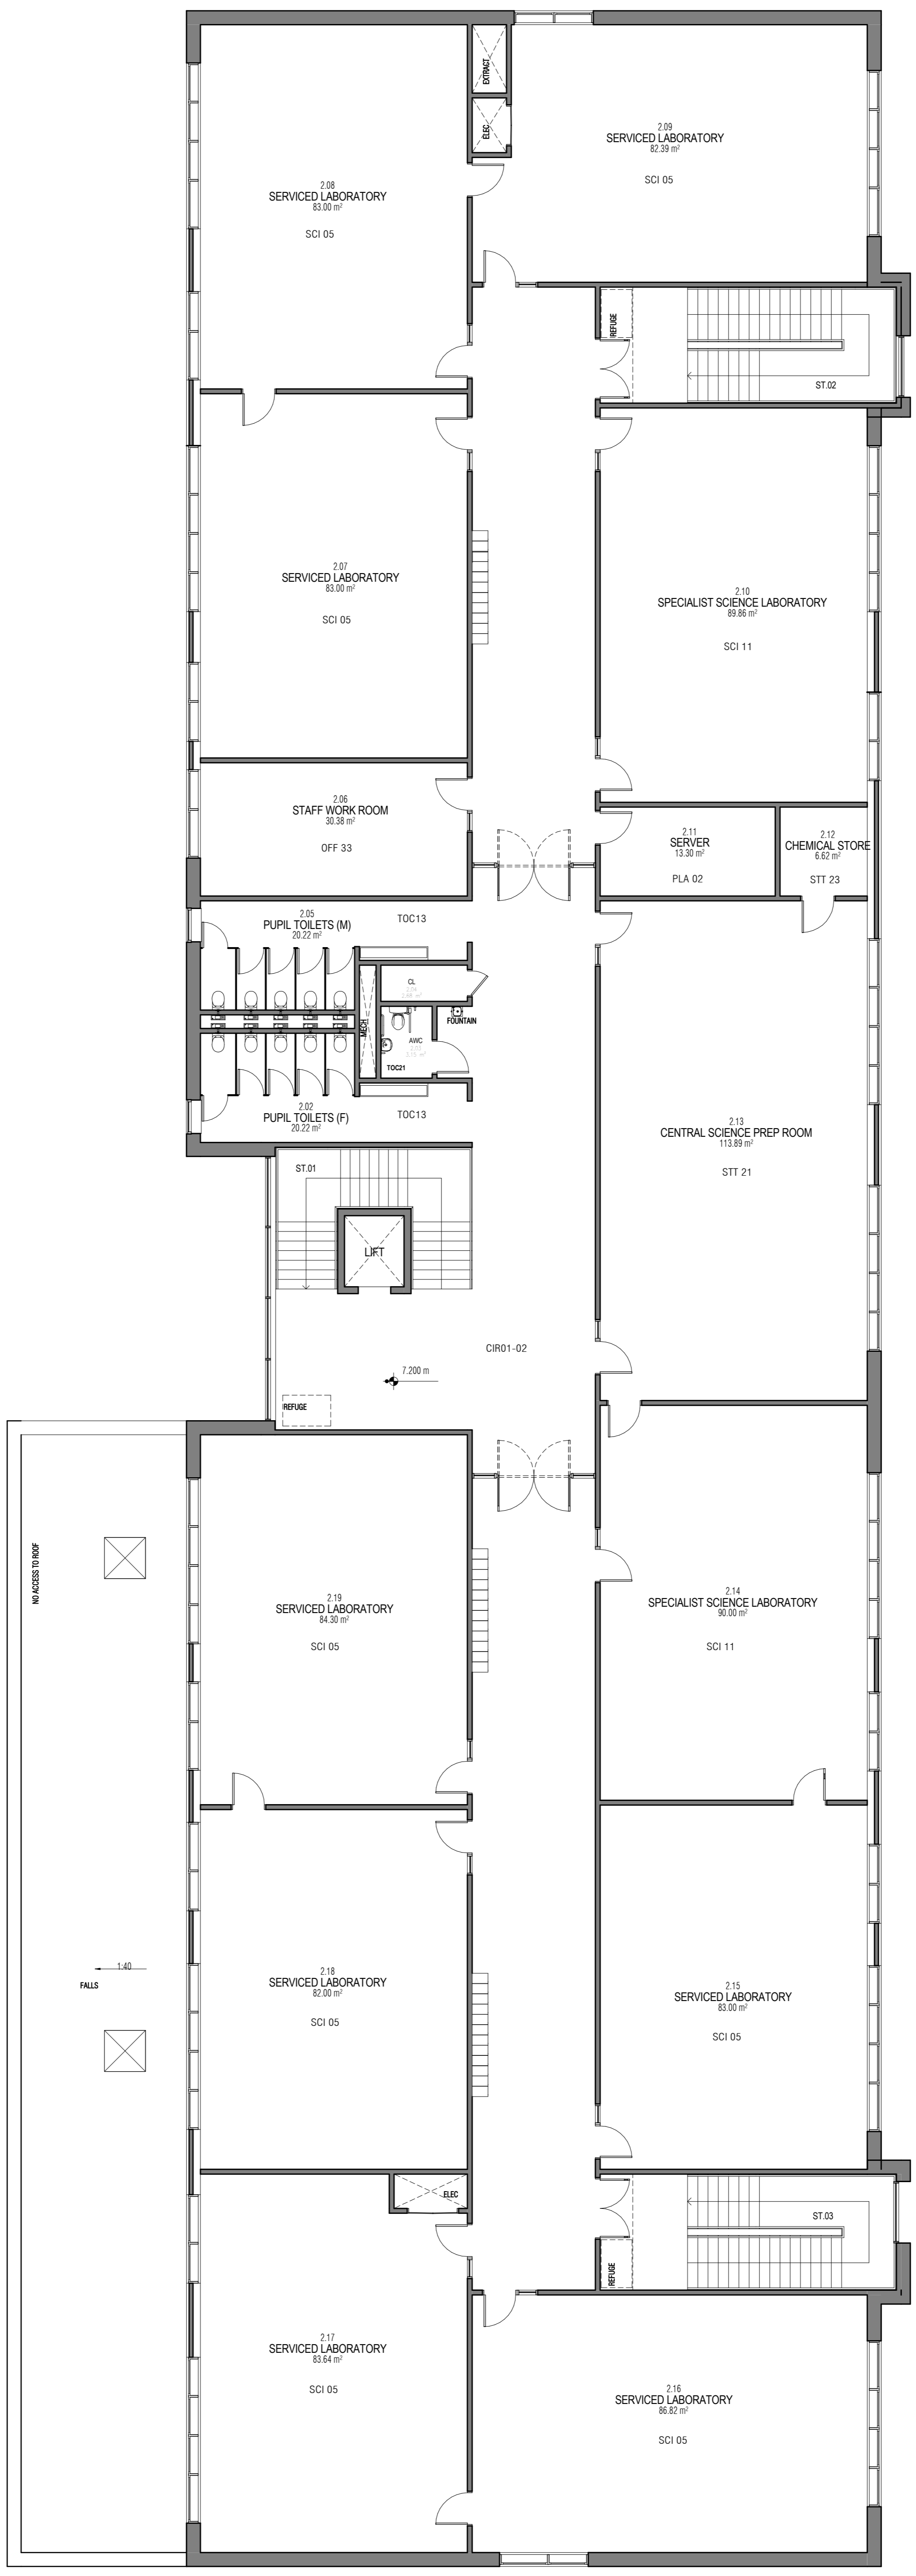 EXTRACT
ELEC
2.09
SERVICED LABORATORY
82.39 m²
SCI 05
2.08
SERVICED LABORATORY
83.00 m²
SCI 05
REFUGE
ST.02
2.07
SERVICED LABORATORY
83.00 m²
SCI 05
2.10
SPECIALIST SCIENCE LABORATORY
89.86 m²
SCI 11
2.06
STAFF WORK ROOM
30.38 m²
OFF 33
2.11
SERVER
13.30 m²
PLA 02
2.12
CHEMICAL STORE
6.62 m²
STT 23
2.05
PUPIL TOILETS (M)
20.22 m²
TOC13
CL
2.04
MECH
FOUNTAIN
AWC
2.03
TOC21
2.02
PUPIL TOILETS (F)
20.22 m²
TOC13
2.13
CENTRAL SCIENCE PREP ROOM
113.89 m²
STT 21
ST.01
LIFT
CIR01-02
7.200 m
REFUGE
NO ACCESS TO ROOF
2.19
SERVICED LABORATORY
84.30 m²
SCI 05
2.14
SPECIALIST SCIENCE LABORATORY
90.00 m²
SCI 11
1:40
FALLS
2.18
SERVICED LABORATORY
82.00 m²
SCI 05
2.15
SERVICED LABORATORY
83.00 m²
SCI 05
ELEC
ST.03
REFUGE
2.17
SERVICED LABORATORY
83.64 m²
SCI 05
2.16
SERVICED LABORATORY
86.82 m²
SCI 05